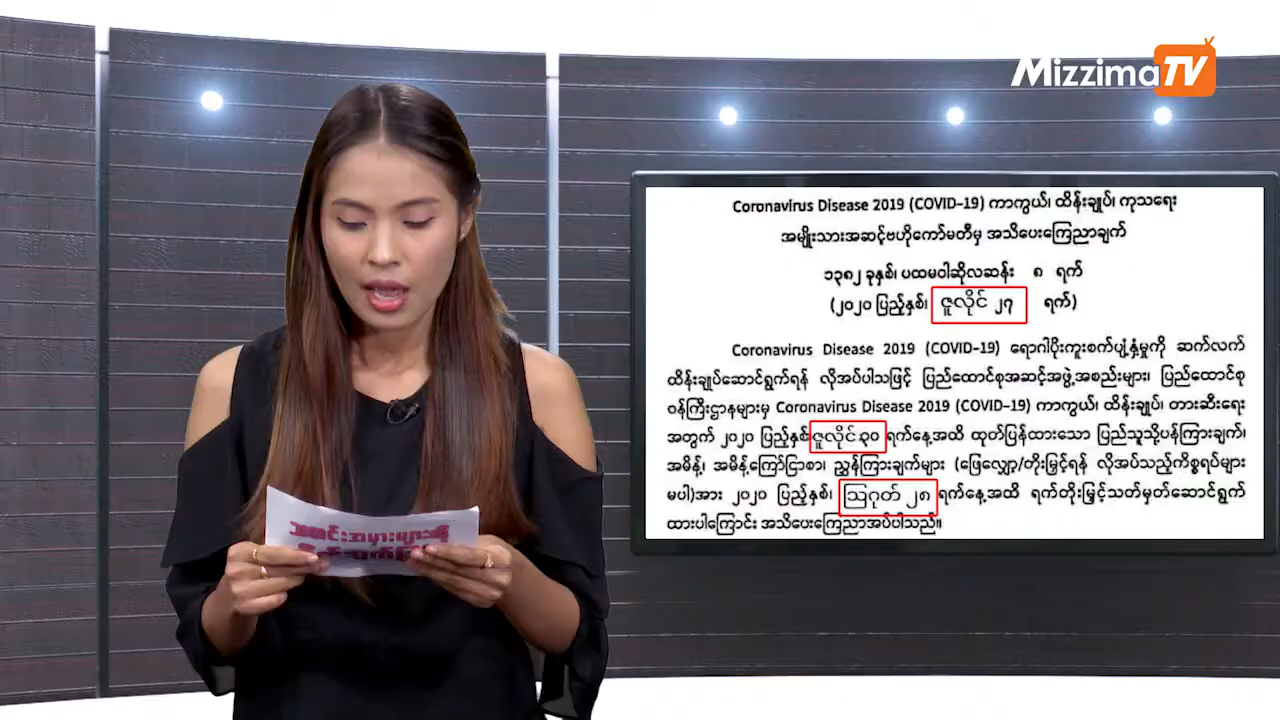 MizzimaTV
Coronavirus Disease 2019 (COVID-19) ကာကွယ်၊ ထိန်းချုပ်၊ ကုသရေး
အမျိုးသားအဆင့်ဗဟိုကော်မတီမှ အသိပေးကြေညာချက်
၁၃၈၂ ခုနှစ်၊ ပထမဝါဆိုလဆန်း ၈ ရက်
(၂၀၂၀ ပြည့်နှစ်၊ ဇူလိုင် ၂၇ ရက်)
Coronavirus Disease 2019 (COVID-19) ရောဂါပိုးကူးစက်ပျံ့နှံ့မှုကို ဆက်လက်
ထိန်းချုပ်ဆောင်ရွက်ရန် လိုအပ်ပါသဖြင့် ပြည်ထောင်စုအဆင့်အဖွဲ့အစည်းများ၊ ပြည်ထောင်စု
ဝန်ကြီးဌာနများမှ Coronavirus Disease 2019 (COVID-19) ကာကွယ်၊ ထိန်းချုပ်၊ တားဆီးရေး
အတွက် ၂၀၂၀ ပြည့်နှစ် ဇူလိုင် ၃၀ ရက်နေ့အထိ ထုတ်ပြန်ထားသော ပြည်သူသို့ပန်ကြားချက်၊
အမိန့်၊ အမိန့်ကြော်ငြာစာ၊ ညွှန်ကြားချက်များ (ဖြေလျှော့/တိုးမြှင့်ရန် လိုအပ်သည့်ကိစ္စရပ်များ
မပါ)အား ၂၀၂၀ ပြည့်နှစ်၊ ဩဂုတ် ၂၈ ရက်နေ့အထိ ရက်တိုးမြှင့်သတ်မှတ်ဆောင်ရွက်
ထားပါကြောင်း အသိပေးကြေညာအပ်ပါသည်။